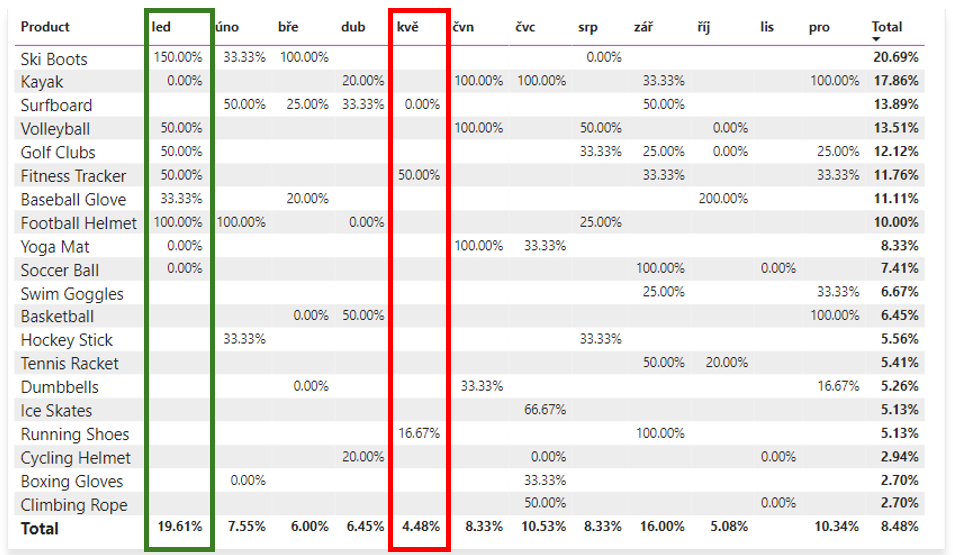 Product led úno bře dub kvě čvn čvc srp zář říj lis pro Total
Ski Boots 150.00% 33.33% 100.00% 0.00% 20.69%
Kayak 0.00% 20.00% 100.00% 100.00% 33.33% 100.00% 17.86%
Surfboard 50.00% 25.00% 33.33% 0.00% 50.00% 13.89%
Volleyball 50.00% 100.00% 50.00% 0.00% 13.51%
Golf Clubs 50.00% 33.33% 25.00% 0.00% 25.00% 12.12%
Fitness Tracker 50.00% 50.00% 33.33% 33.33% 11.76%
Baseball Glove 33.33% 20.00% 200.00% 11.11%
Football Helmet 100.00% 100.00% 0.00% 25.00% 10.00%
Yoga Mat 0.00% 100.00% 33.33% 8.33%
Soccer Ball 0.00% 100.00% 0.00% 7.41%
Swim Goggles 25.00% 33.33% 6.67%
Basketball 0.00% 50.00% 100.00% 6.45%
Hockey Stick 33.33% 33.33% 5.56%
Tennis Racket 50.00% 20.00% 5.41%
Dumbbells 0.00% 33.33% 16.67% 5.26%
Ice Skates 66.67% 5.13%
Running Shoes 16.67% 100.00% 5.13%
Cycling Helmet 20.00% 0.00% 0.00% 2.94%
Boxing Gloves 0.00% 33.33% 2.70%
Climbing Rope 50.00% 0.00% 2.70%
Total 19.61% 7.55% 6.00% 6.45% 4.48% 8.33% 10.53% 8.33% 16.00% 5.08% 10.34% 8.48%